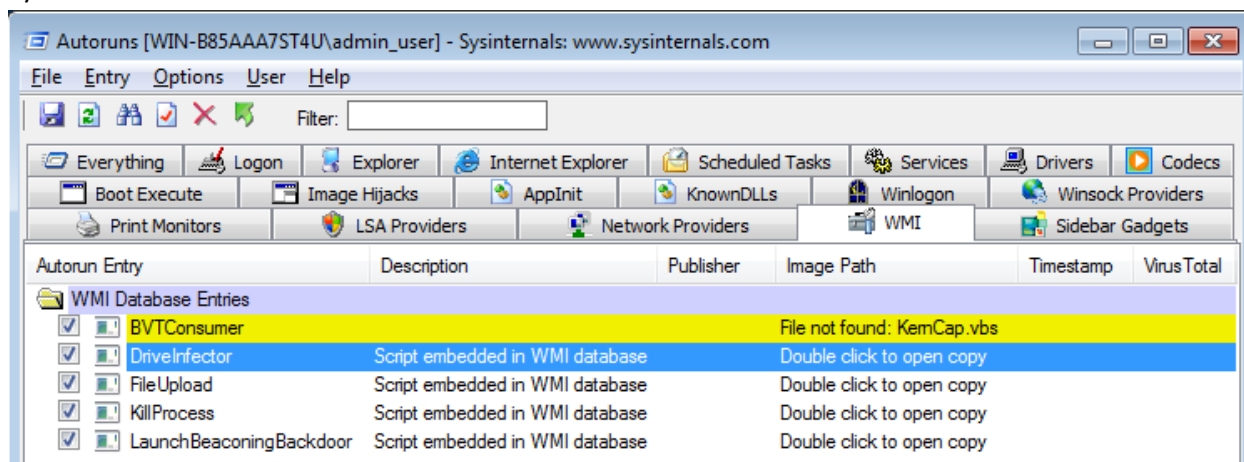 Autoruns [WIN-B85AAA7ST4U\admin_user] - Sysinternals: www.sysinternals.com
File Entry Options User Help
Filter:
Everything Logon Explorer Internet Explorer Scheduled Tasks Services Drivers Codecs
Boot Execute Image Hijacks AppInit KnownDLLs Winlogon Winsock Providers
Print Monitors LSA Providers Network Providers WMI Sidebar Gadgets
Autorun Entry Description Publisher Image Path Timestamp VirusTotal
WMI Database Entries
BVTConsumer File not found: KernCap.vbs
DriveInfector Script embedded in WMI database Double click to open copy
FileUpload Script embedded in WMI database Double click to open copy
KillProcess Script embedded in WMI database Double click to open copy
LaunchBeaconingBackdoor Script embedded in WMI database Double click to open copy